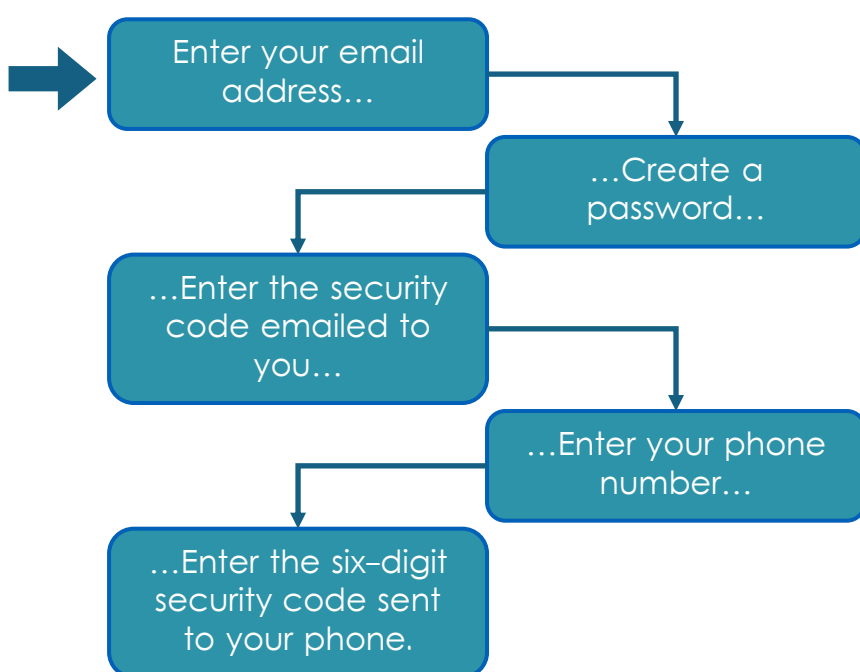 Enter your email
address…
…Create a
password…
…Enter the security
code emailed to
you…
…Enter your phone
number…
…Enter the six–digit
security code sent
to your phone.